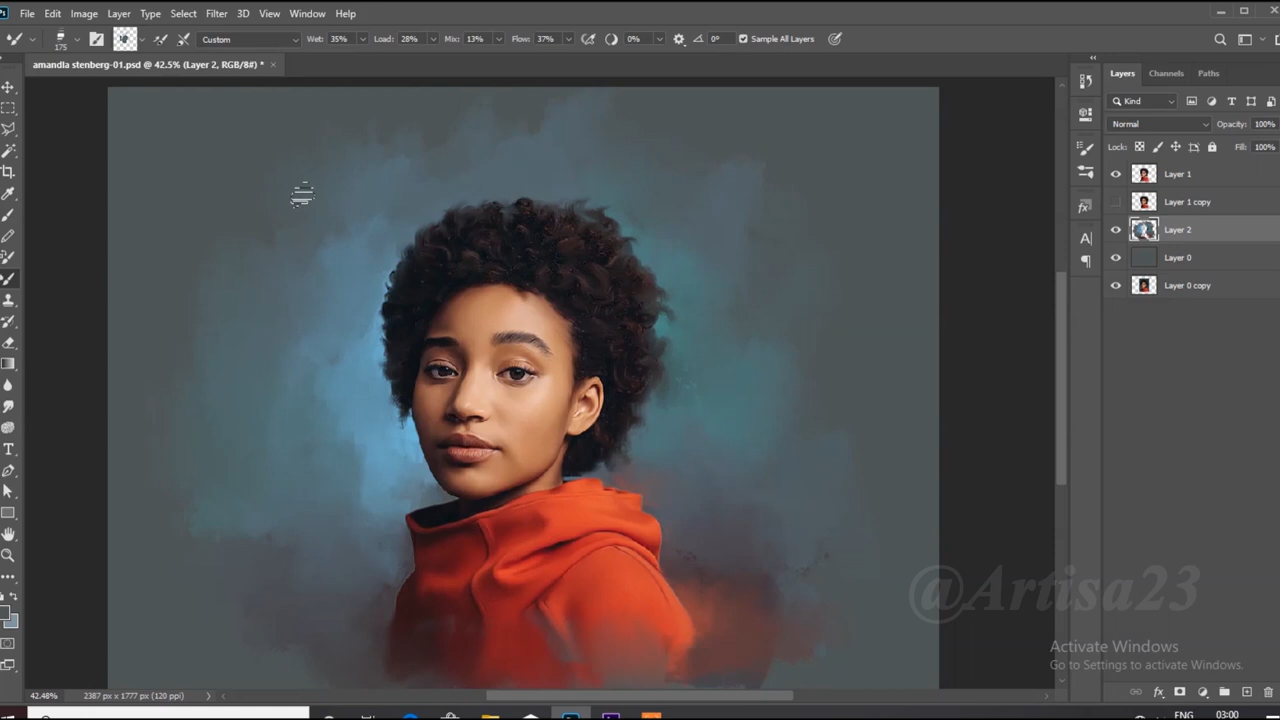 File Edit Image Layer Type Select Filter 3D View Window Help
175 Custom Wet: 35% Load: 28% Mix: 13% Flow: 37% 0% 0° Sample All Layers
amandla stenberg-01.psd @ 42.5% (Layer 2, RGB/8#) * ×
Layers Channels Paths
Kind
Normal Opacity: 100%
Lock: Fill: 100%
Layer 1
Layer 1 copy
Layer 2
Layer 0
Layer 0 copy
@Artisa23
Activate Windows
Go to Settings to activate Windows.
42.48% 2387 px x 1777 px (120 ppi)
ENG 03:00